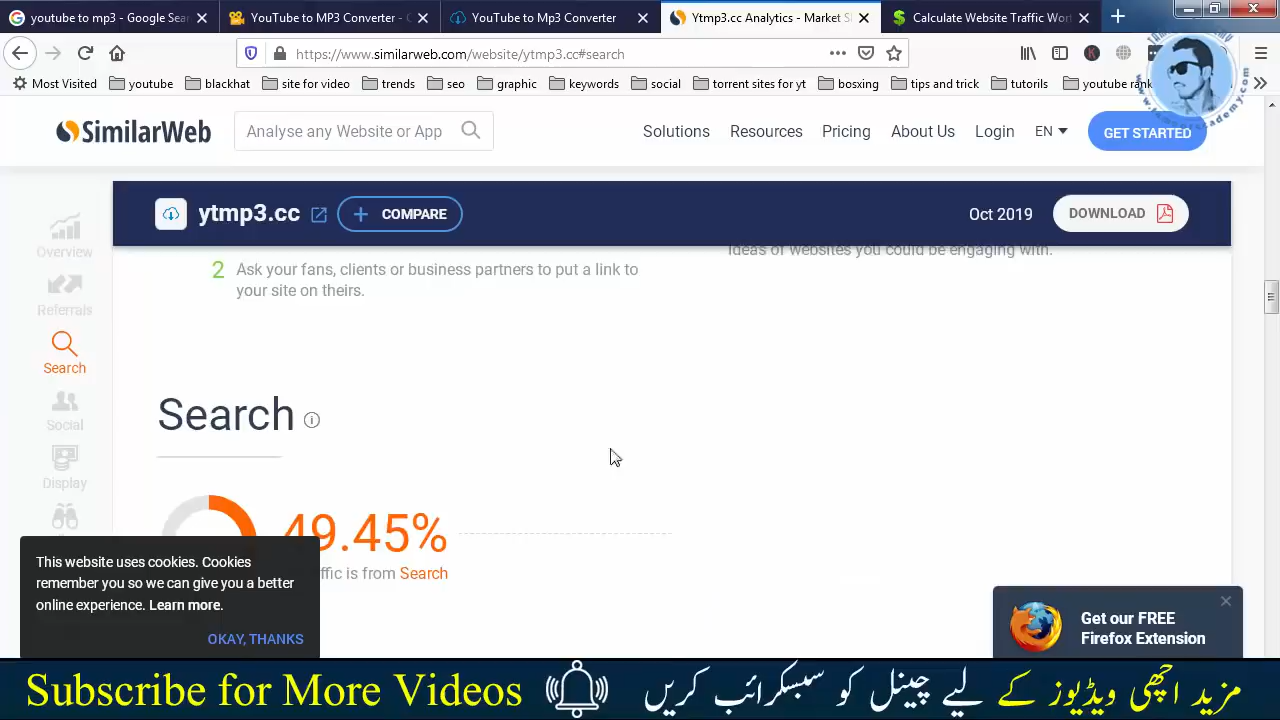 youtube to mp3 - Google Sear
YouTube to MP3 Converter -
YouTube to Mp3 Converter
Ytmp3.cc Analytics - Market S
Calculate Website Traffic Wort
https://www.similarweb.com/website/ytmp3.cc#search
Most Visited
youtube
blackhat
site for video
trends
seo
graphic
keywords
social
torrent sites for y
bosxing
tips and trick
tutorils
youtube rank
SimilarWeb
Analyse any Website or App
Solutions
Resources
Pricing
About Us
Login
EN
GET STARTED
ytmp3.cc
+ COMPARE
Oct 2019
DOWNLOAD
Overview
Referrals
Search
Social
Display
ideas of websites you could be engaging with.
2 Ask your fans, clients or business partners to put a link to
your site on theirs.
Search
49.45%
ffic is from Search
This website uses cookies. Cookies
remember you so we can give you a better
online experience. Learn more.
OKAY, THANKS
Get our FREE
Firefox Extension
Subscribe for More Videos
مزید اچھی ویڈیوز کے لیے چینل کو سبسکرائب کریں